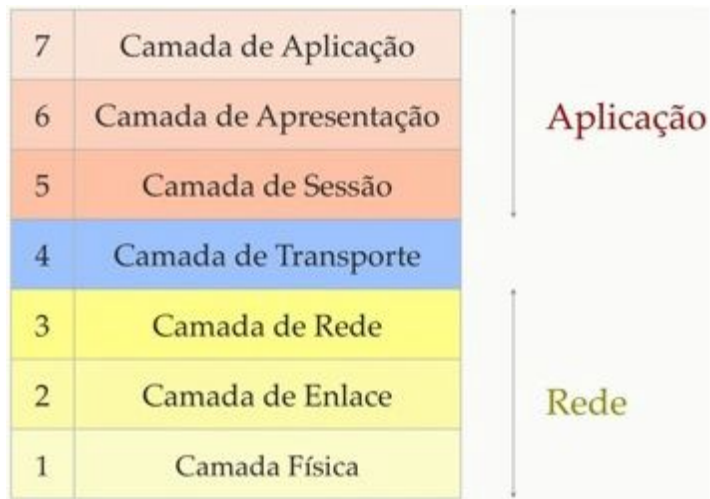 7 Camada de Aplicação
6 Camada de Apresentação
Aplicação
5 Camada de Sessão
4 Camada de Transporte
3 Camada de Rede
2 Camada de Enlace
Rede
1 Camada Física